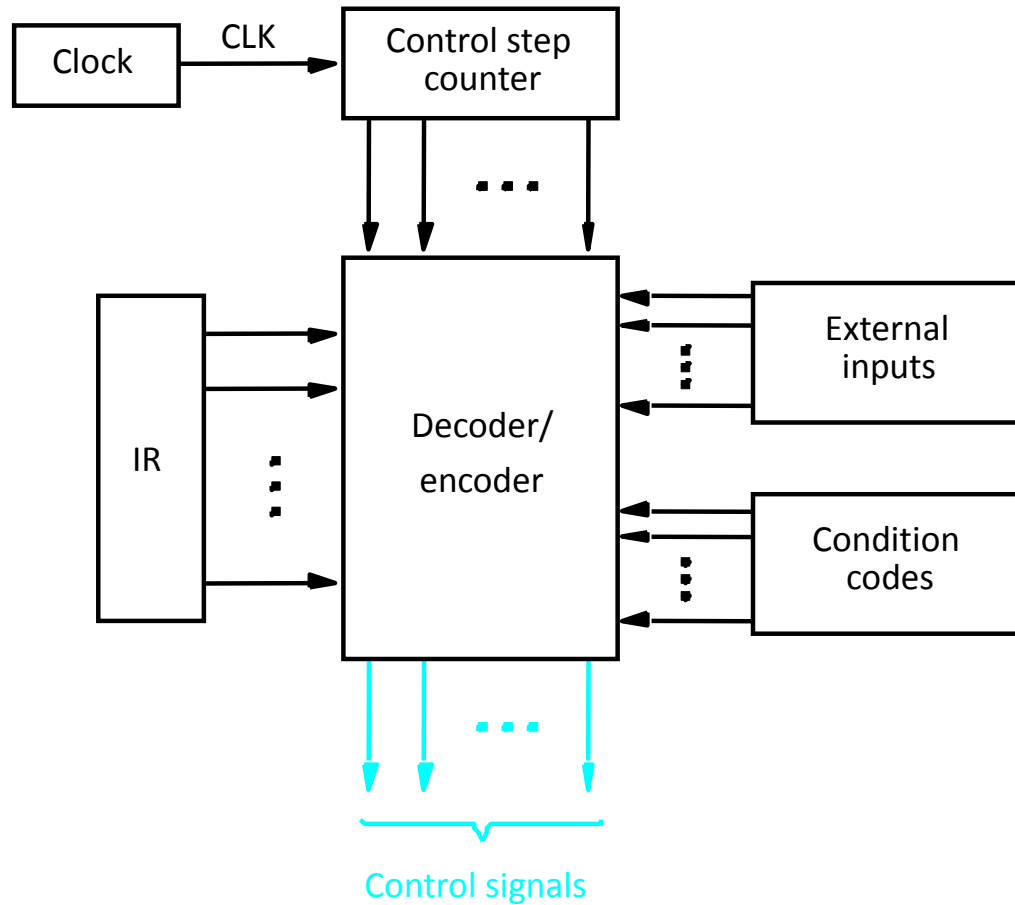 Clock
CLK
Control step
counter
IR
Decoder/
encoder
External
inputs
Condition
codes
Control signals